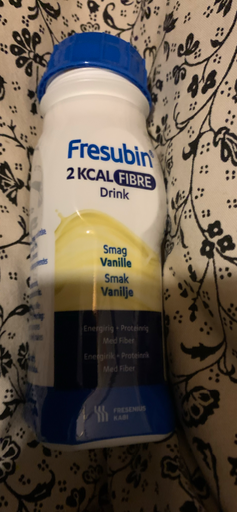 Fresubin®
2 KCAL FIBRE
Drink
Smag
Vanille
Smak
Vanilje
Energirig - Proteinrig
Med Fiber
Energirik - Proteinrik
Med Fiber
FRESENIUS
KABI